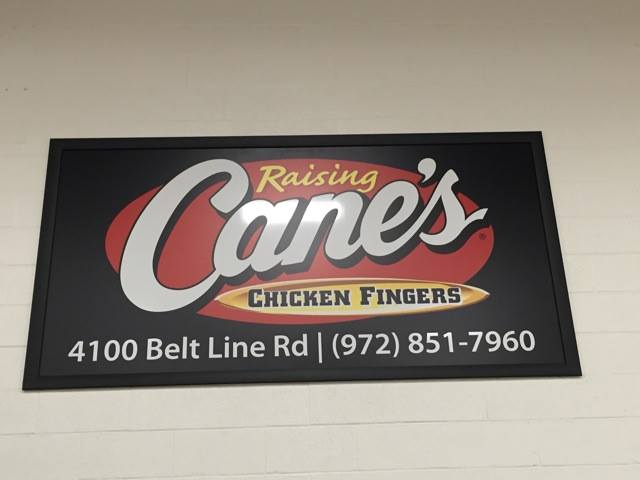 Raising
Cane's®
CHICKEN FINGERS
4100 Belt Line Rd | (972) 851-7960